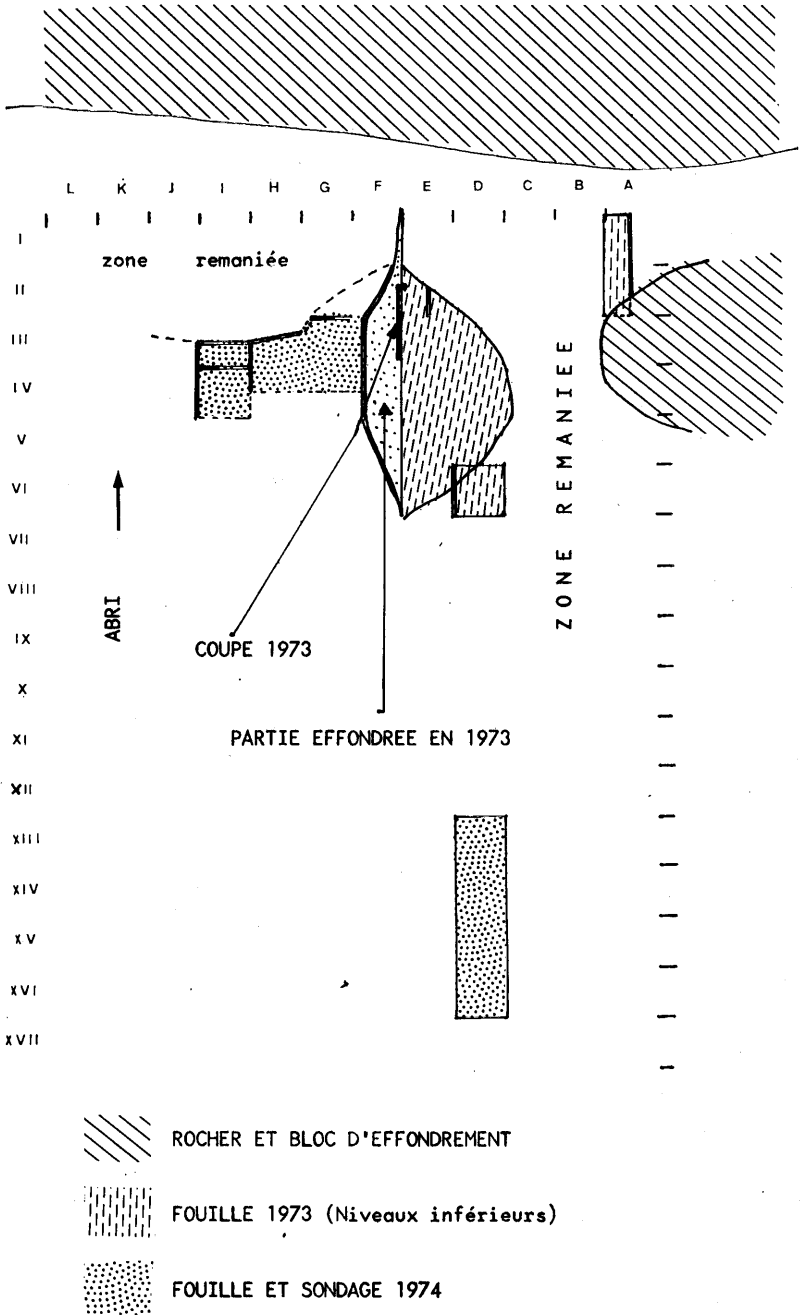 L K J I H G F E D C B A
I
zone remaniée
II
III
IV
V
VI
VII
VIII
IX
X
XI
XII
XIII
XIV
XV
XVI
XVII
ABRI
ZONE REMANIEE
COUPE 1973
PARTIE EFFONDREE EN 1973
ROCHER ET BLOC D'EFFONDREMENT
FOUILLE 1973 (Niveaux inférieurs)
FOUILLE ET SONDAGE 1974